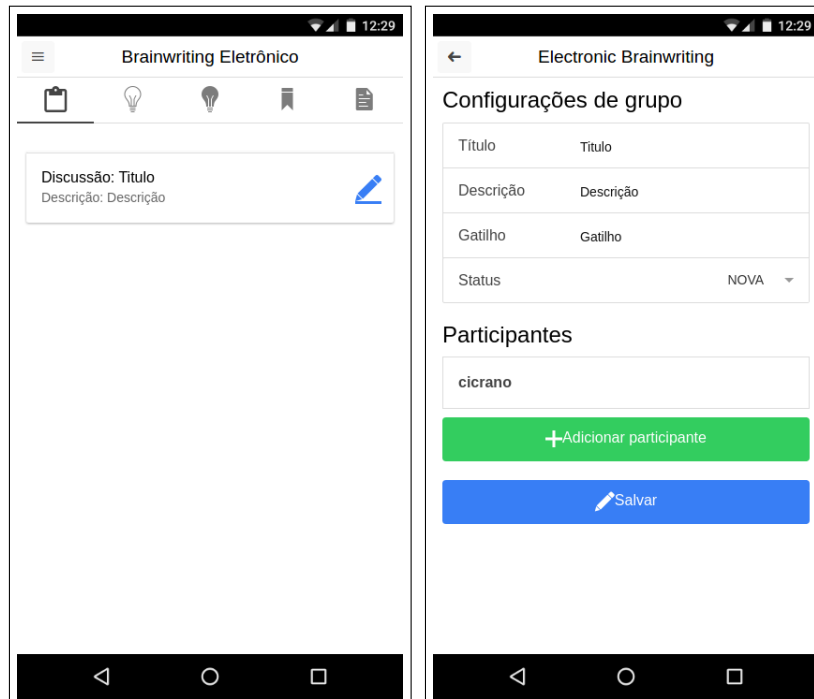 12:29
Brainwriting Eletrônico
Discussão: Titulo
Descrição: Descrição
12:29
Electronic Brainwriting
Configurações de grupo
Título Titulo
Descrição Descrição
Gatilho Gatilho
Status NOVA
Participantes
cicrano
Adicionar participante
Salvar